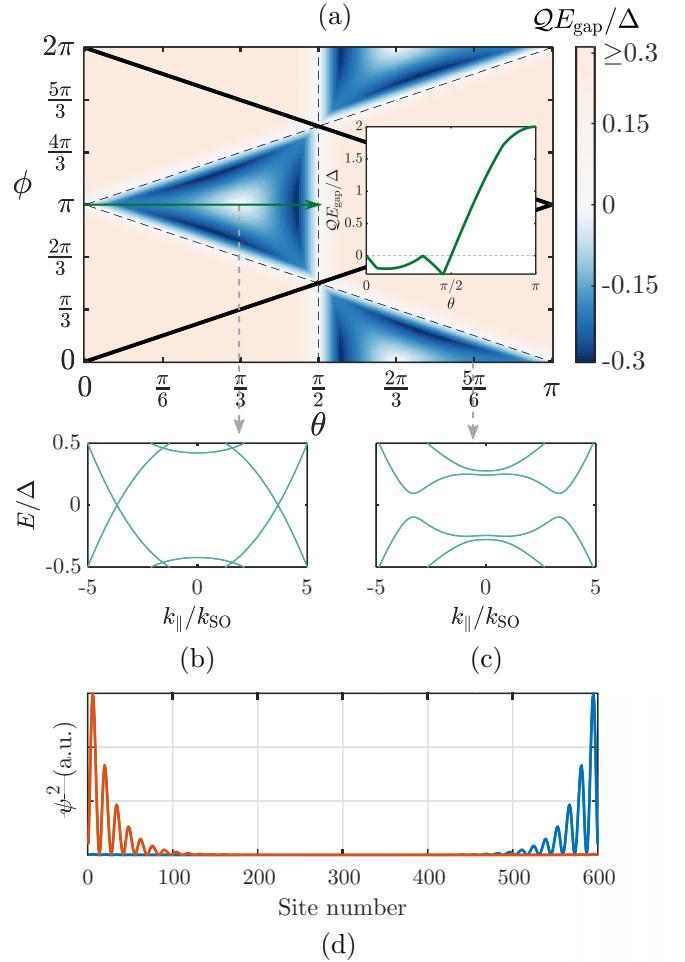 (a)
𝒬E_gap/Δ
2π
5π/3
4π/3
π
2π/3
π/3
0
ϕ
≥0.3
0.15
0
-0.15
-0.3
2
1.5
1
0.5
0
𝒬E_gap/Δ
0 π/2 π
θ
0 π/6 π/3 π/2 2π/3 5π/6 π
θ
0.5
0
-0.5
E/Δ
-5 0 5
-5 0 5
k_∥/k_SO
k_∥/k_SO
(b)
(c)
ψ² (a.u.)
0 100 200 300 400 500 600
Site number
(d)